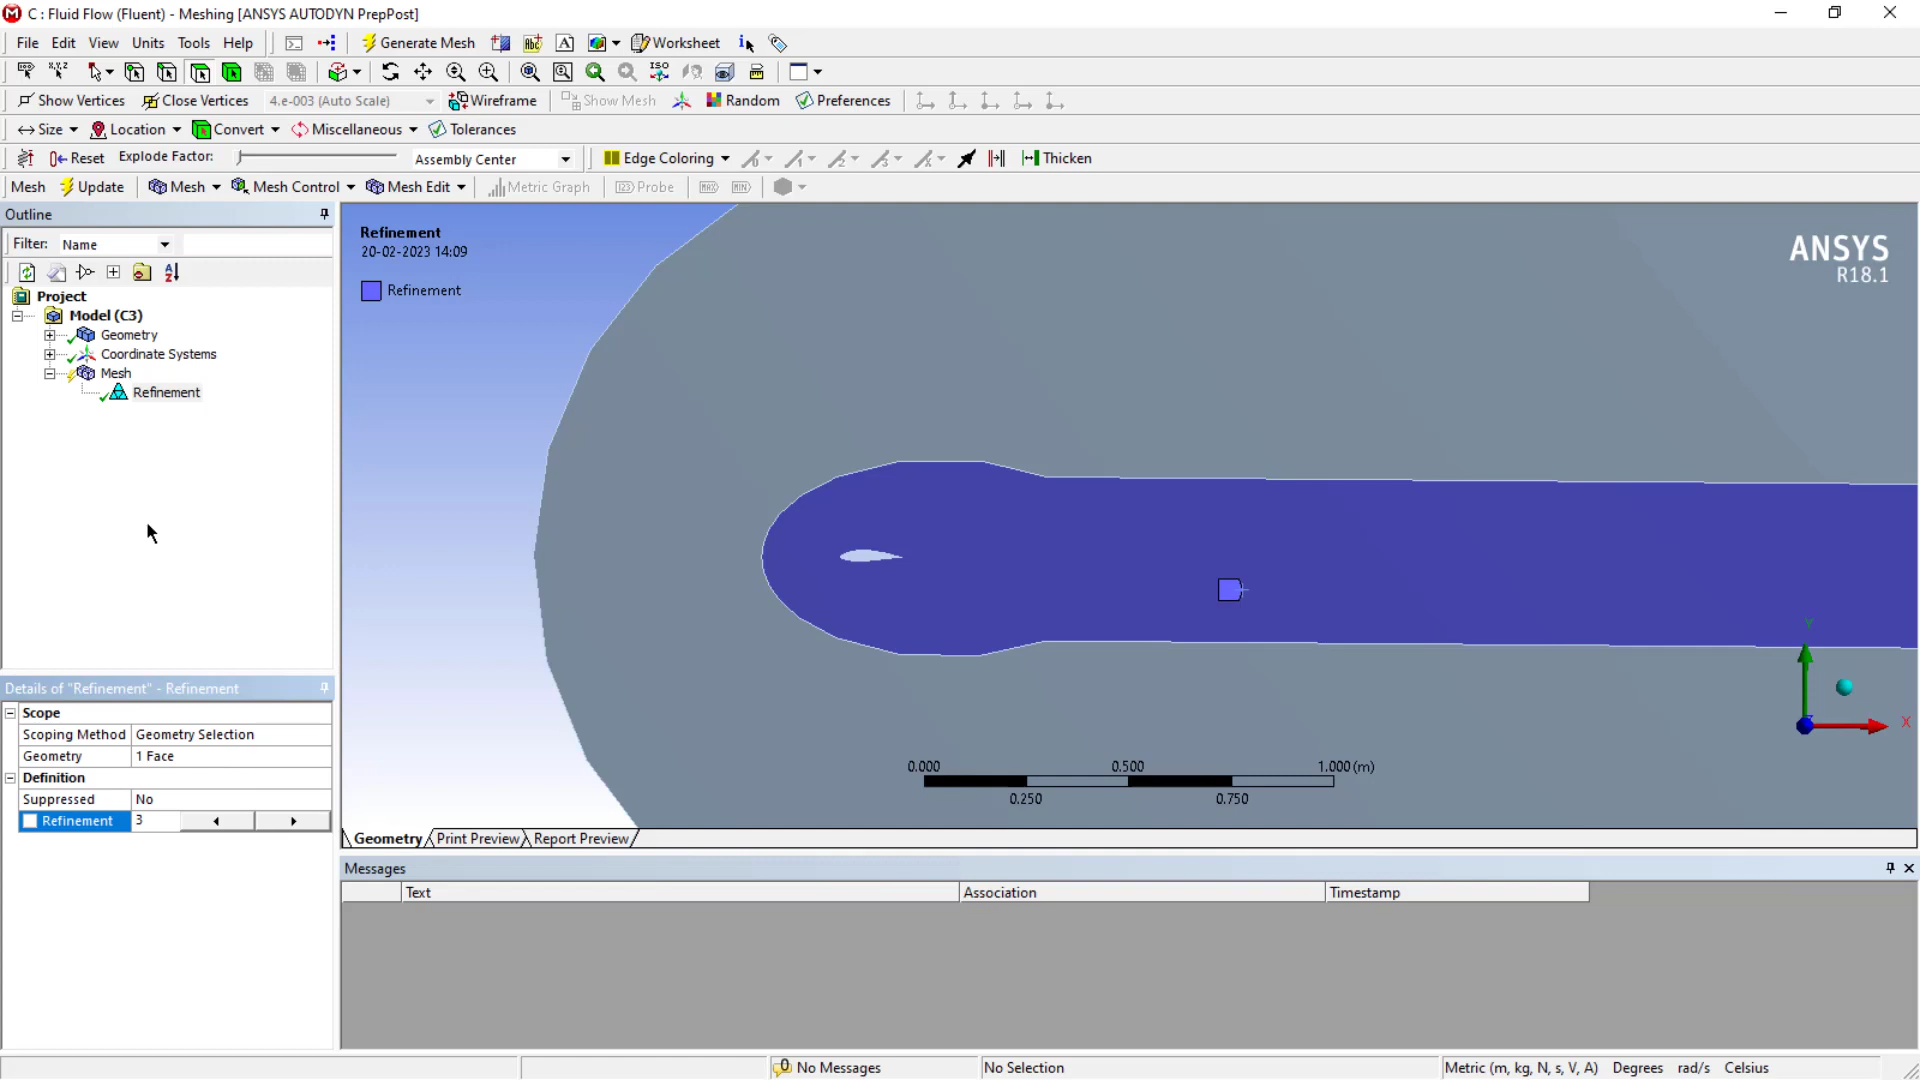 C : Fluid Flow (Fluent) - Meshing [ANSYS AUTODYN PrepPost]
File Edit View Units Tools Help Generate Mesh Abc A Worksheet i
ISO
Show Vertices Close Vertices 4.e-003 (Auto Scale) Wireframe Show Mesh Random Preferences
Size Location Convert Miscellaneous Tolerances
Reset Explode Factor: Assembly Center Edge Coloring Thicken
Mesh Update Mesh Mesh Control Mesh Edit Metric Graph Probe MAX MIN
Outline
Filter: Name
Project
Model (C3)
Geometry
Coordinate Systems
Mesh
Refinement
Details of "Refinement" - Refinement
Scope
Scoping Method Geometry Selection
Geometry 1 Face
Definition
Suppressed No
Refinement 3
Refinement
20-02-2023 14:09
Refinement
ANSYS
R18.1
Y
X
0.000 0.500 1.000 (m)
0.250 0.750
Geometry Print Preview Report Preview
Messages
Text Association Timestamp
No Messages No Selection Metric (m, kg, N, s, V, A) Degrees rad/s Celsius